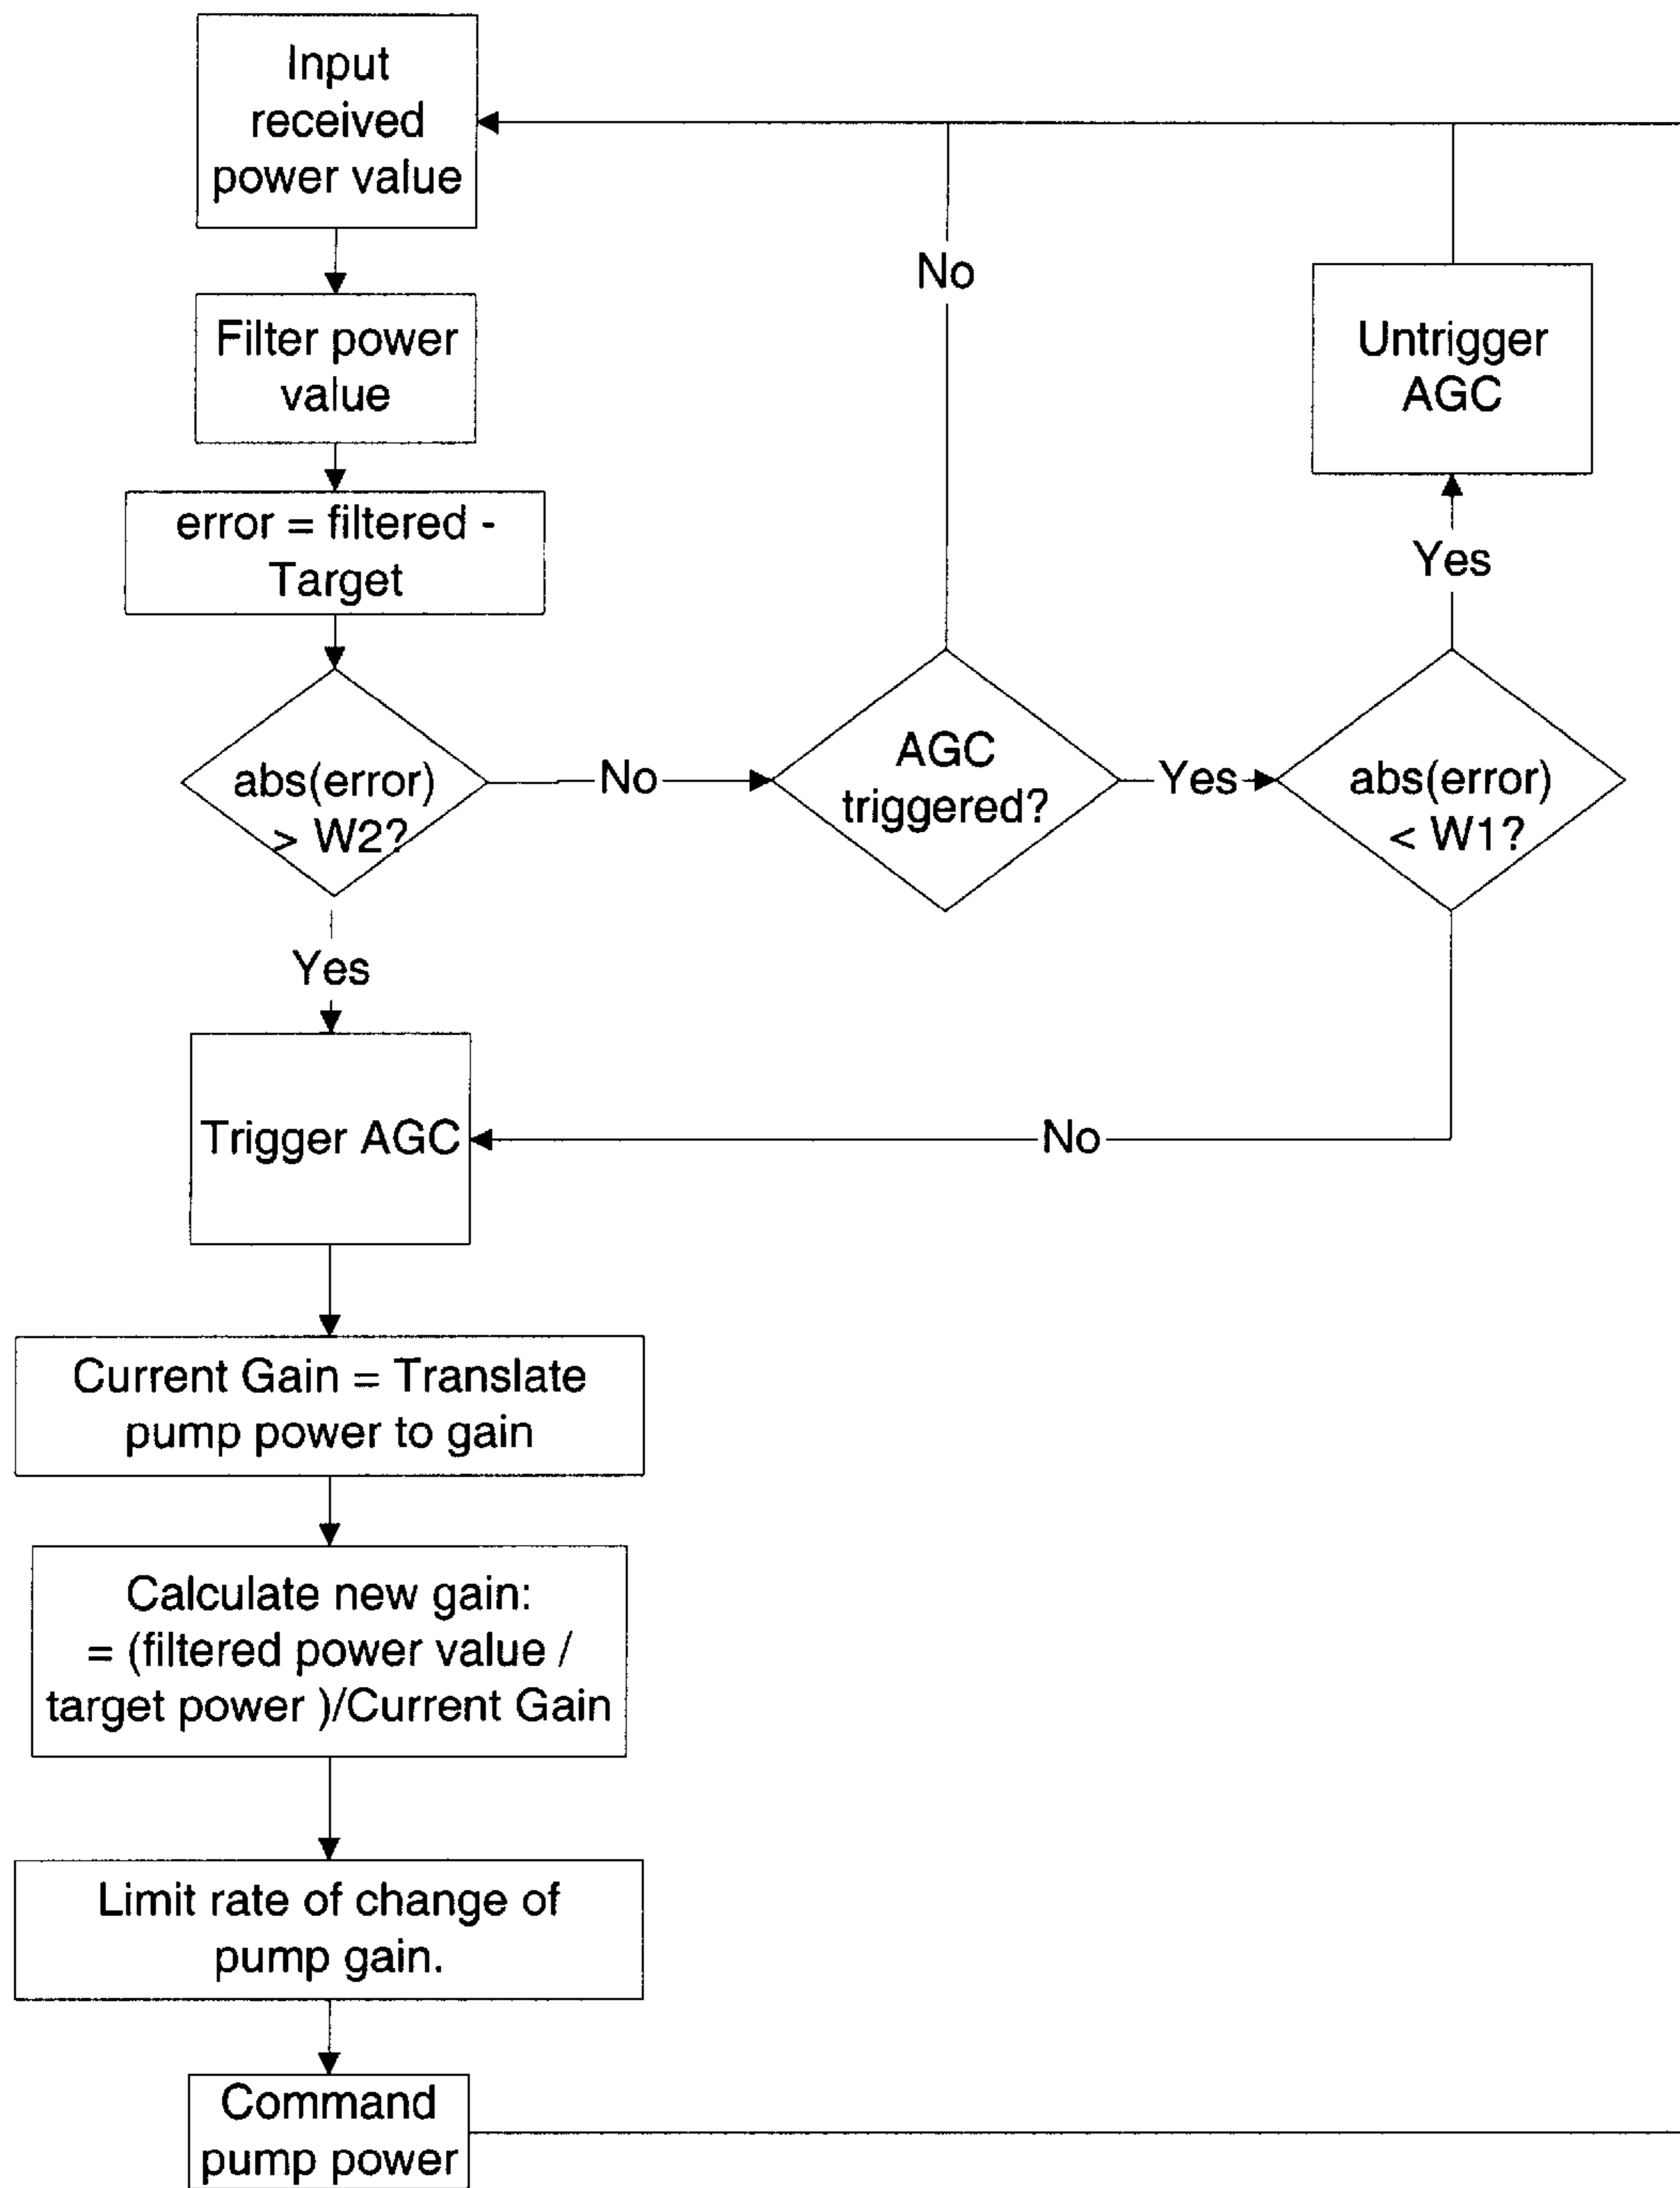 Input
received
power value
Filter power
value
error = filtered -
Target
abs(error)
> W2?
No
AGC
triggered?
No
Yes
abs(error)
< W1?
Yes
Untrigger
AGC
No
Yes
Trigger AGC
Current Gain = Translate
pump power to gain
Calculate new gain:
= (filtered power value /
target power )/Current Gain
Limit rate of change of
pump gain.
Command
pump power